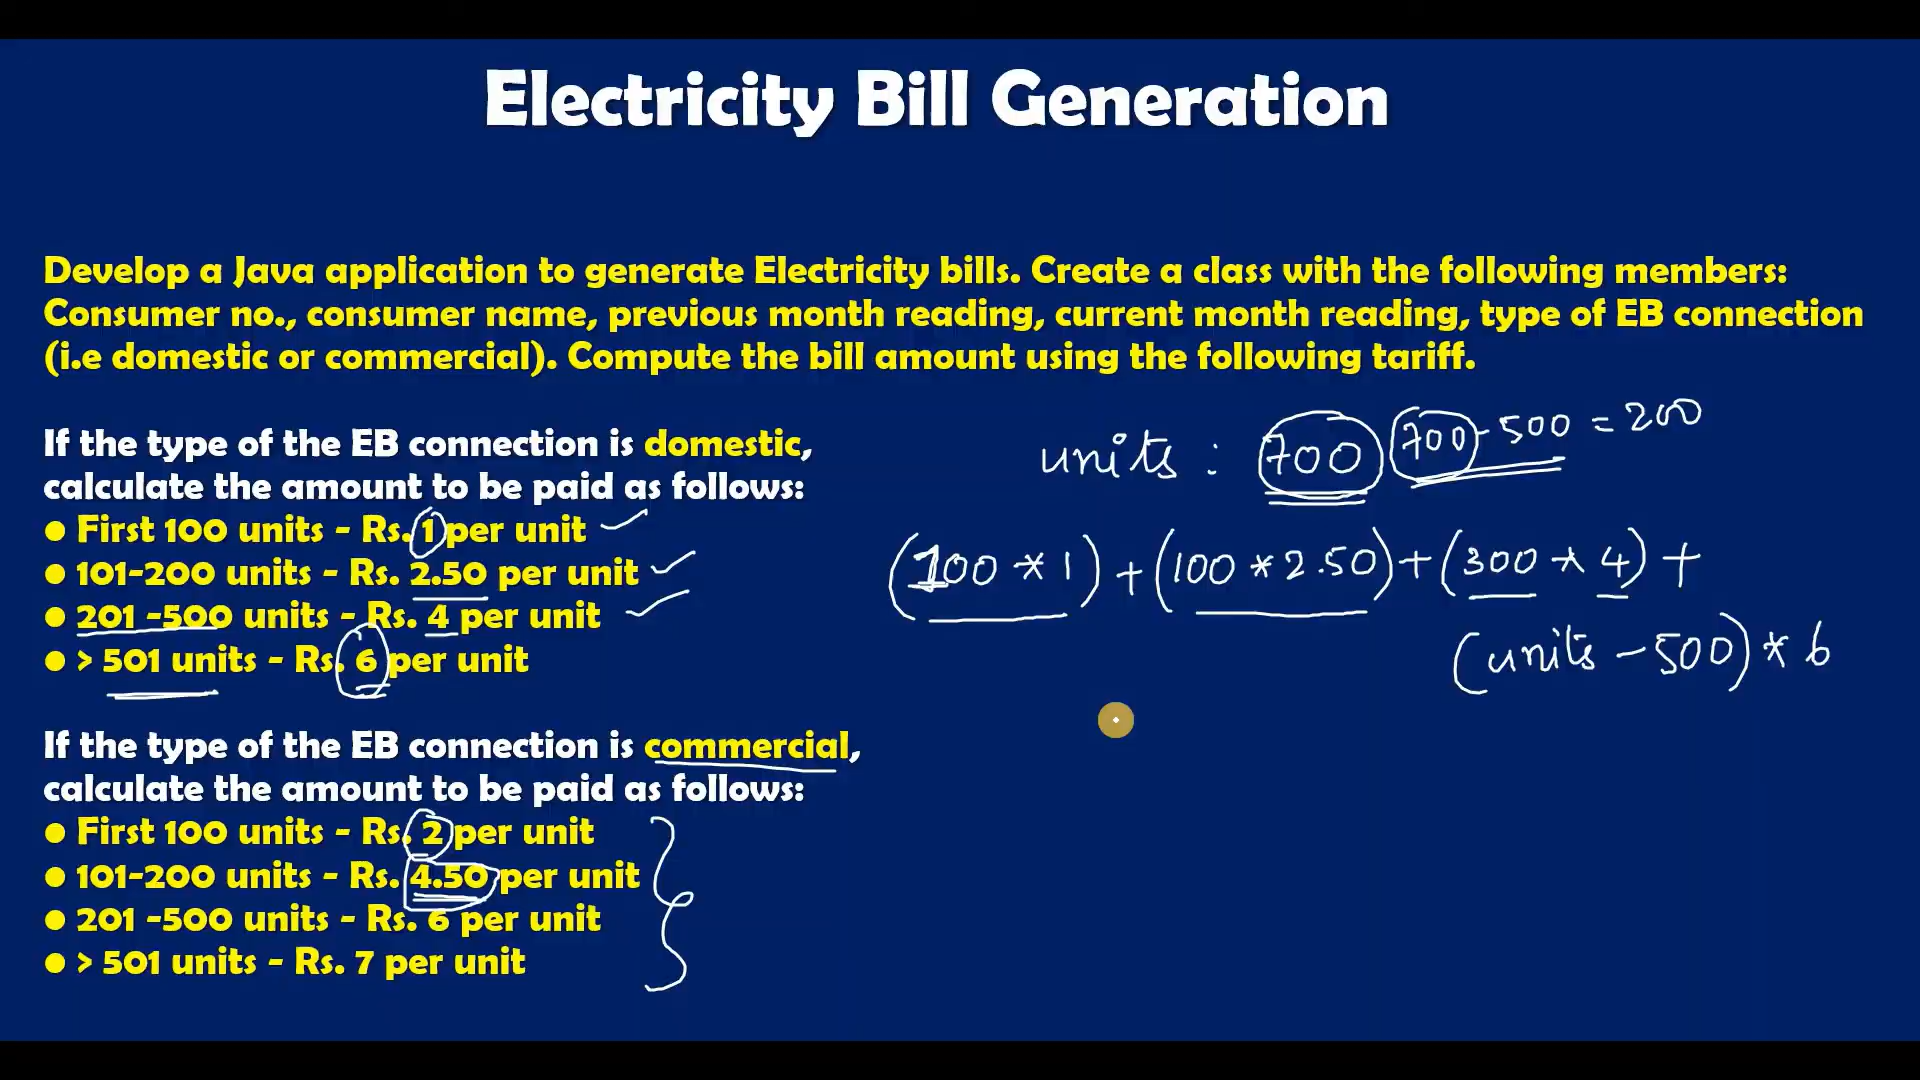 Electricity Bill Generation
Develop a Java application to generate Electricity bills. Create a class with the following members:
Consumer no., consumer name, previous month reading, current month reading, type of EB connection
(i.e domestic or commercial). Compute the bill amount using the following tariff.
If the type of the EB connection is domestic,
calculate the amount to be paid as follows:
● First 100 units - Rs. 1 per unit
● 101-200 units - Rs. 2.50 per unit
● 201 -500 units - Rs. 4 per unit
● > 501 units - Rs. 6 per unit
If the type of the EB connection is commercial,
calculate the amount to be paid as follows:
● First 100 units - Rs. 2 per unit
● 101-200 units - Rs. 4.50 per unit
● 201 -500 units - Rs. 6 per unit
● > 501 units - Rs. 7 per unit
units : 700 700 - 500 = 200
(100 * 1) + (100 * 2.50) + (300 * 4) +
(units - 500) * 6